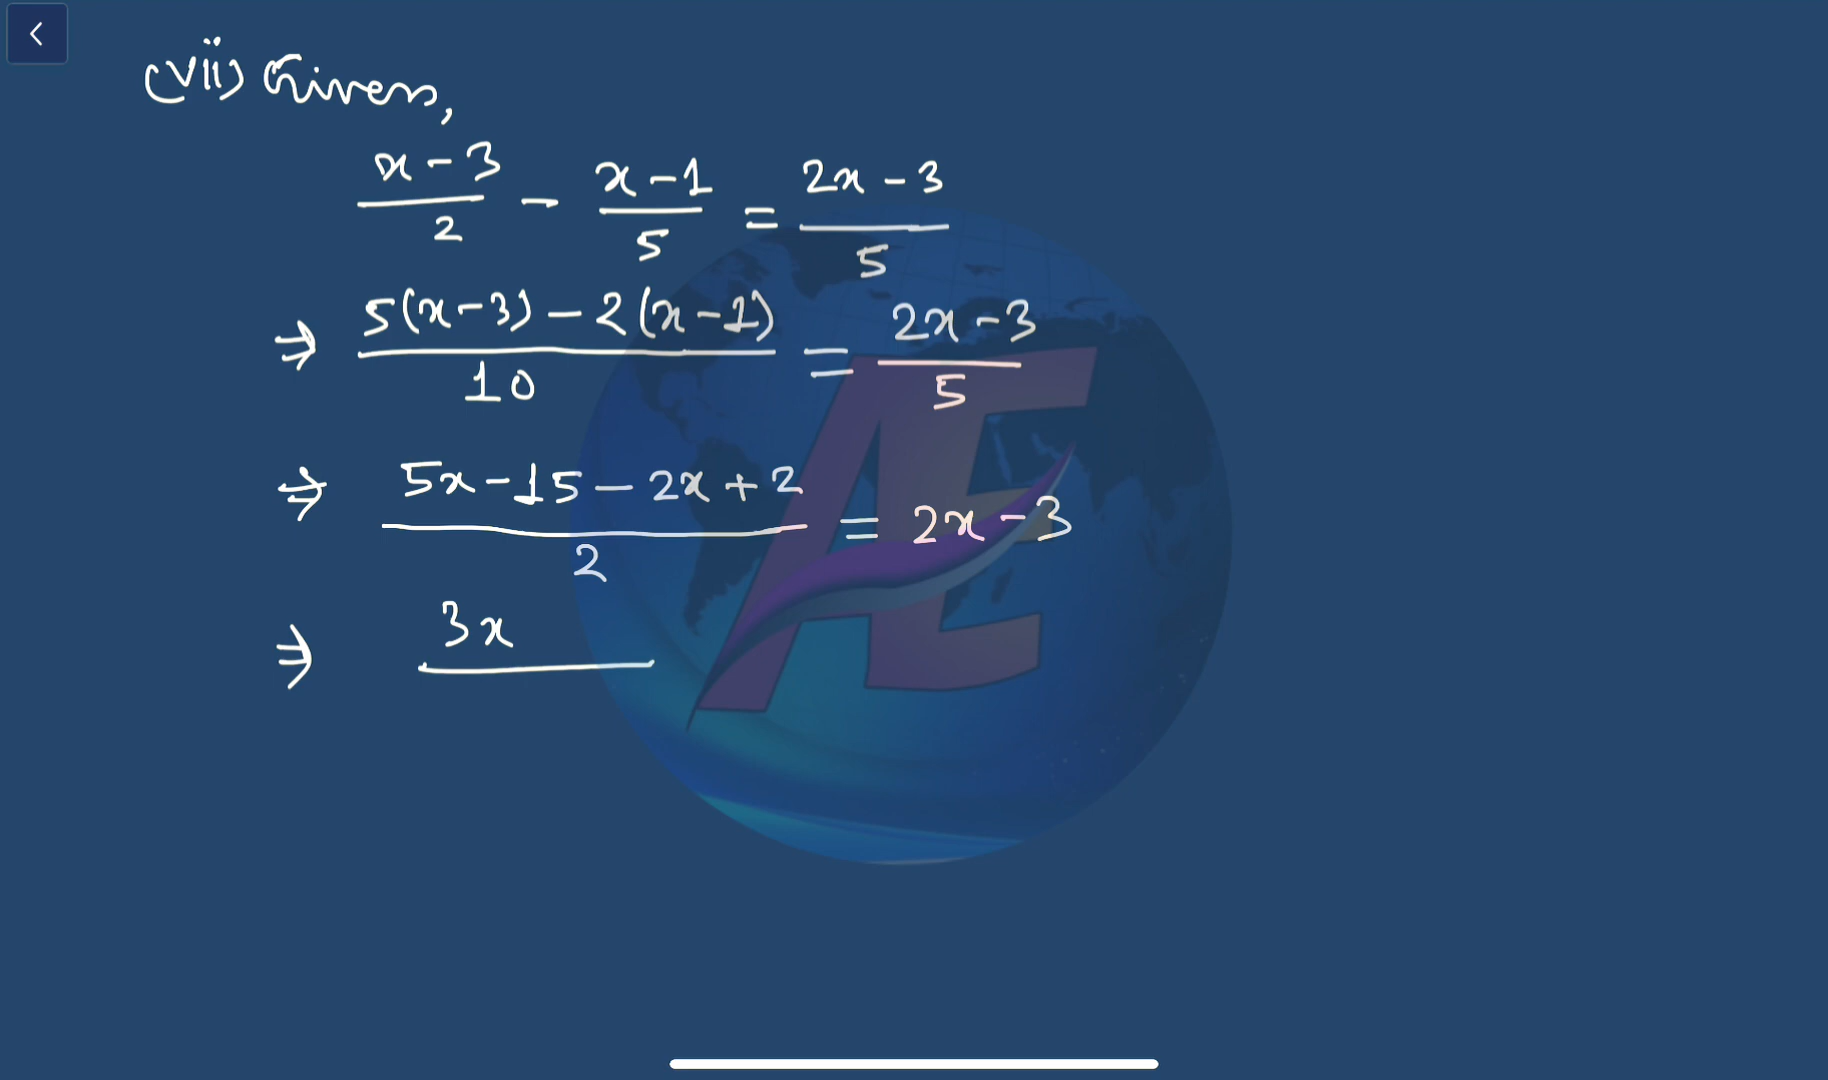 (vii) Given,
x-3/2 - x-1/5 = 2x-3/5
⇒ 5(x-3)-2(x-1)/10 = 2x-3/5
⇒ 5x-15-2x+2/2 = 2x-3
⇒ 3x
Æ